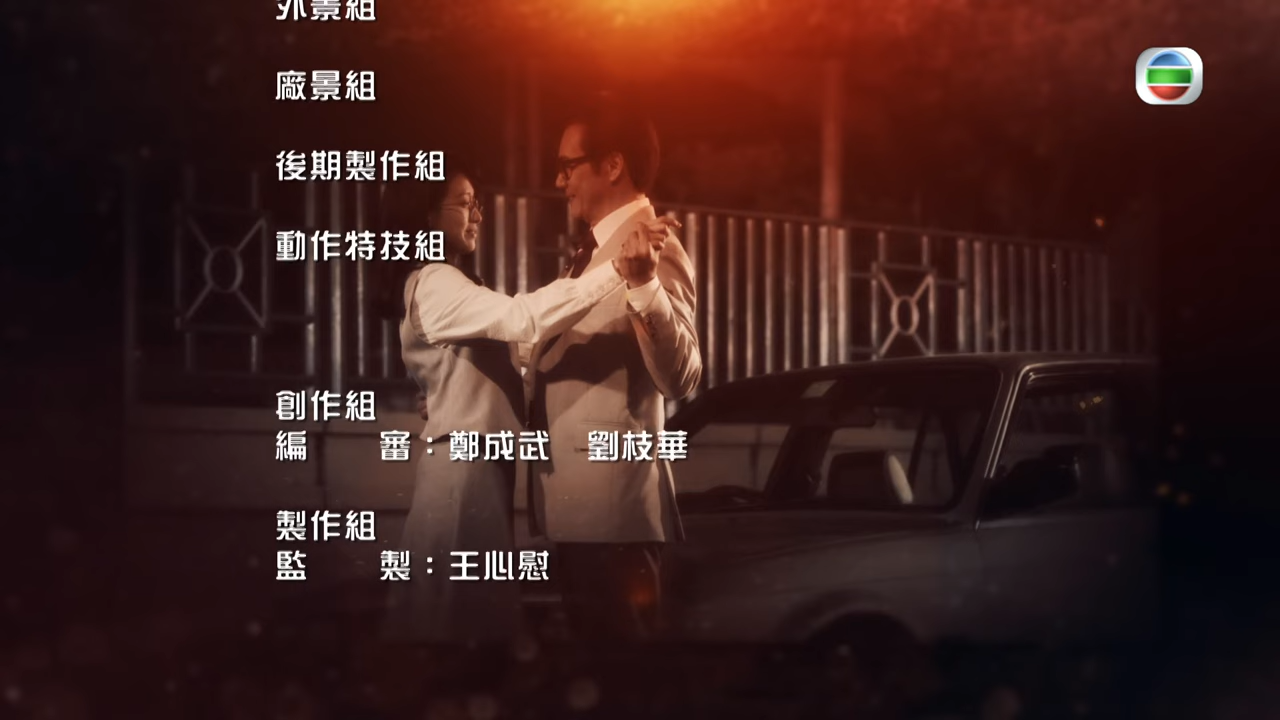 外景組
廠景組
後期製作組
動作特技組
創作組
編　　審：鄭成武　劉枝華
製作組
監　　製：王心慰